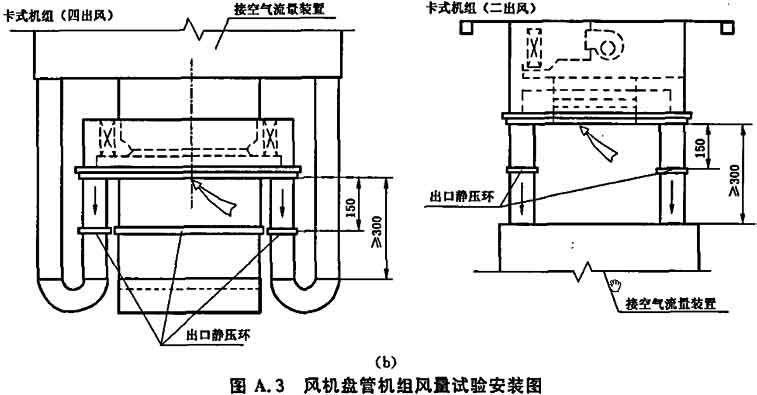 卡式机组（四出风）
接空气流量装置
150
≥300
出口静压环
卡式机组（二出风）
150
≥300
出口静压环
接空气流量装置
(b)
图 A.3 风机盘管机组风量试验安装图